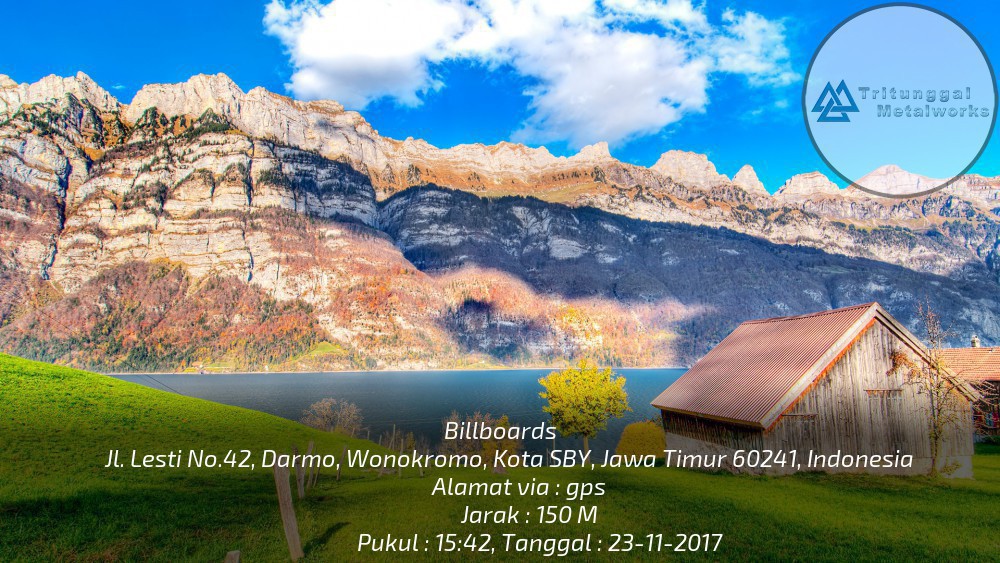 Tritunggal
Metalworks
Billboards
Jl. Lesti No.42, Darmo, Wonokromo, Kota SBY, Jawa Timur 60241, Indonesia
Alamat via : gps
Jarak : 150 M
Pukul : 15:42, Tanggal : 23-11-2017